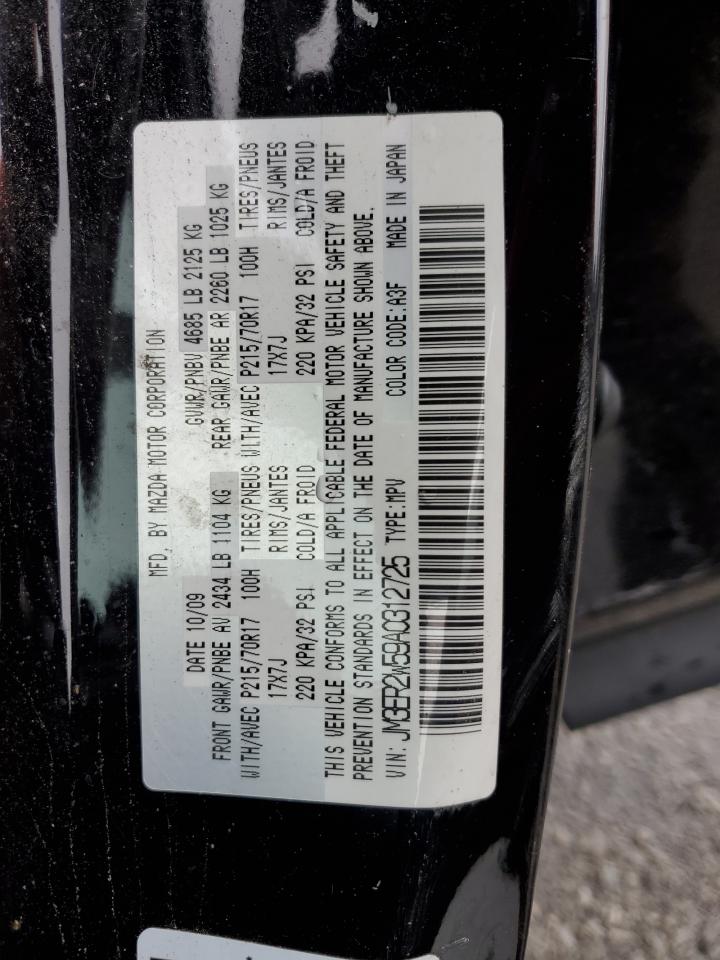 MFD. BY MAZDA MOTOR CORPORATION
DATE 10/09 GVWR/PNBV 4685 LB 2125 KG
FRONT GAWR/PNBE AV 2434 LB 1104 KG REAR GAWR/PNBE AR 2260 LB 1025 KG
WITH/AVEC P215/70R17 100H TIRES/PNEUS WITH/AVEC P215/70R17 100H TIRES/PNEUS
17X7J RIMS/JANTES 17X7J RIMS/JANTES
220 KPA/32 PSI COLD/A FROID 220 KPA/32 PSI COLD/A FROID
THIS VEHICLE CONFORMS TO ALL APPLICABLE FEDERAL MOTOR VEHICLE SAFETY AND THEFT
PREVENTION STANDARDS IN EFFECT ON THE DATE OF MANUFACTURE SHOWN ABOVE.
VIN: JM3ER2W59A0312725 TYPE:MPV COLOR CODE:A3F MADE IN JAPAN